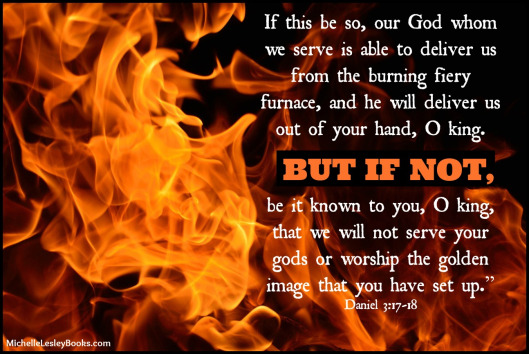 If this be so, our God whom
we serve is able to deliver us
from the burning fiery
furnace, and he will deliver us
out of your hand, O king.
BUT IF NOT,
be it known to you, O king,
that we will not serve your
gods or worship the golden
image that you have set up.”
Daniel 3:17-18
MichelleLesleyBooks.com